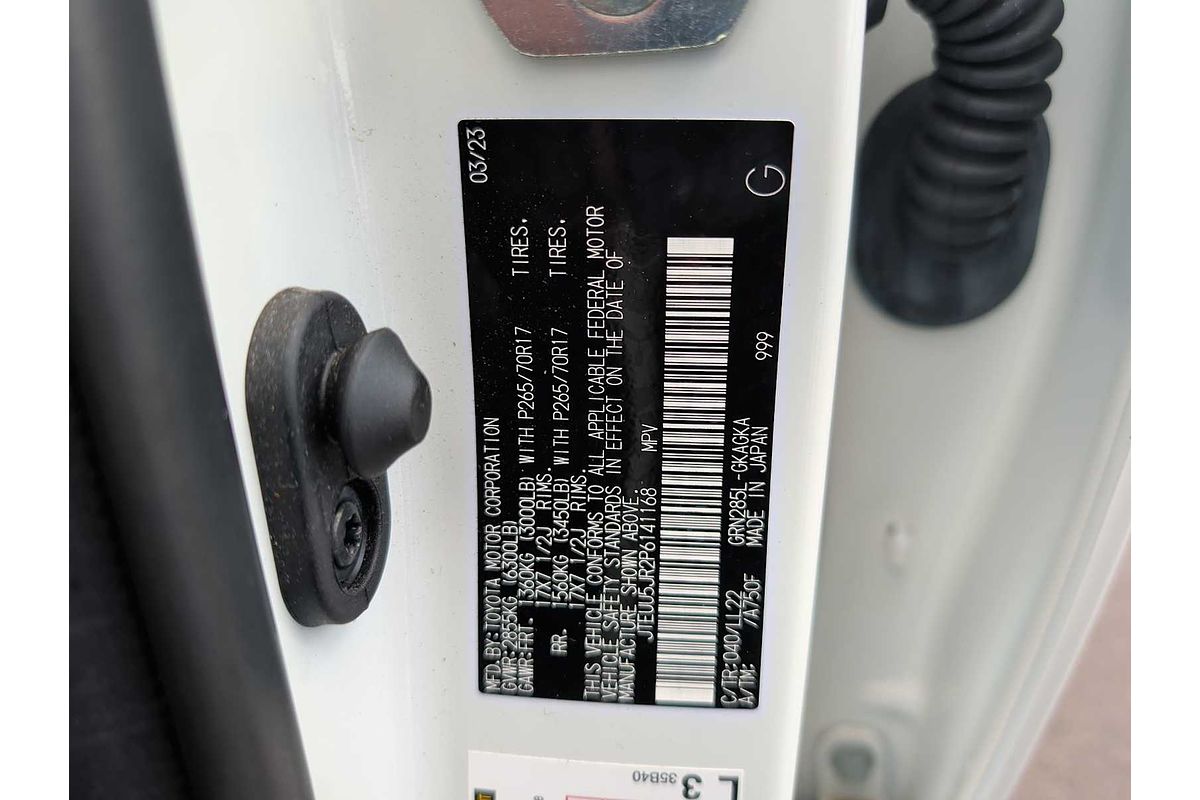 MFD.BY:TOYOTA MOTOR CORPORATION 03/23
GVWR:2855KG (6300LB)
GAWR:FRT. 1360KG (3000LB) WITH P265/70R17 TIRES.
17X7 1/2J RIMS.
RR. 1560KG (3450LB) WITH P265/70R17 TIRES.
17X7 1/2J RIMS.
THIS VEHICLE CONFORMS TO ALL APPLICABLE FEDERAL MOTOR
VEHICLE SAFETY STANDARDS IN EFFECT ON THE DATE OF
MANUFACTURE SHOWN ABOVE.
JTEUU5JR2P6141168 MPV
C/TR:040/LL22 GRN285L-GKAGKA
A/TM: /A750F MADE IN JAPAN 999
G
L
3
35B40